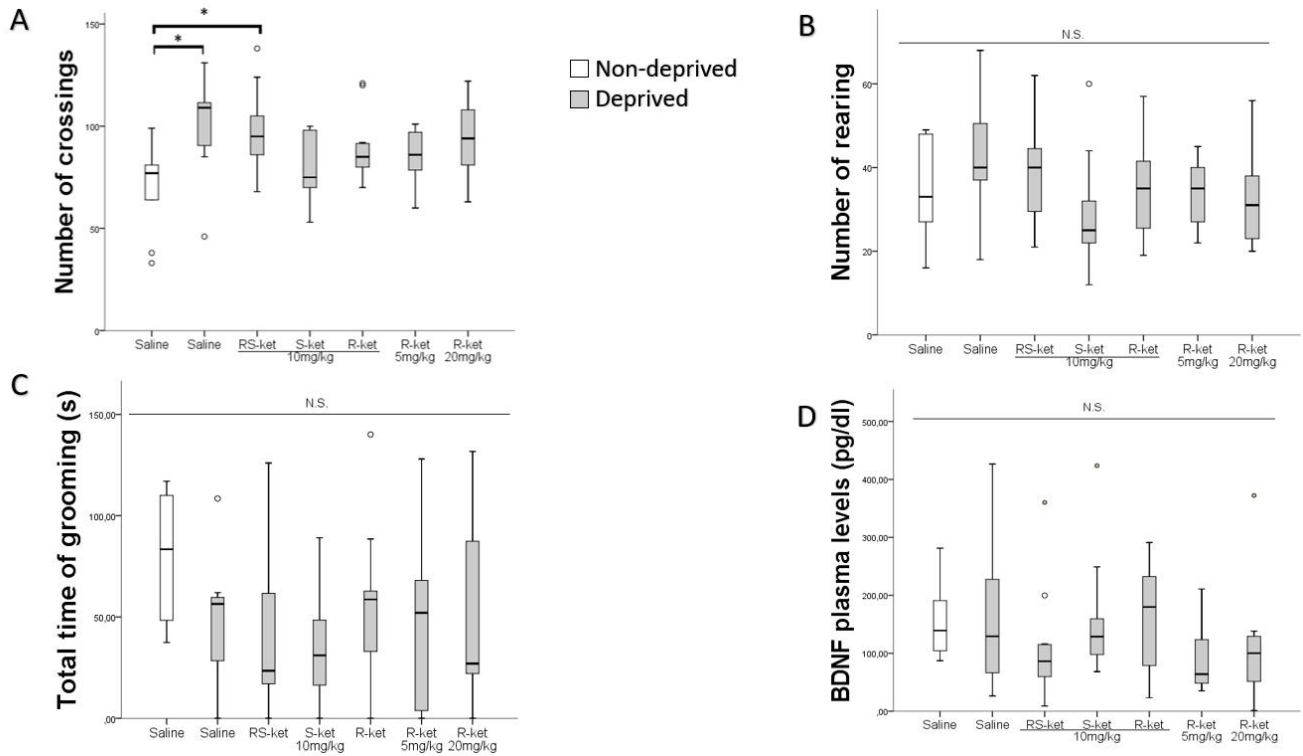 A
Number of crossings
150
100
50
0
*
*
Saline
Saline
RS-ket
S-ket
R-ket
10mg/kg
R-ket
5mg/kg
R-ket
20mg/kg
Non-deprived
Deprived
B
Number of rearing
N.S.
60
40
20
0
Saline
Saline
RS-ket
S-ket
R-ket
10mg/kg
R-ket
5mg/kg
R-ket
20mg/kg
C
Total time of grooming (s)
N.S.
150,00
100,00
50,00
,00
Saline
Saline
RS-ket
S-ket
R-ket
10mg/kg
R-ket
5mg/kg
R-ket
20mg/kg
D
BDNF plasma levels (pg/dl)
N.S.
500,00
400,00
300,00
200,00
100,00
,00
Saline
Saline
RS-ket
S-ket
R-ket
10mg/kg
R-ket
5mg/kg
R-ket
20mg/kg